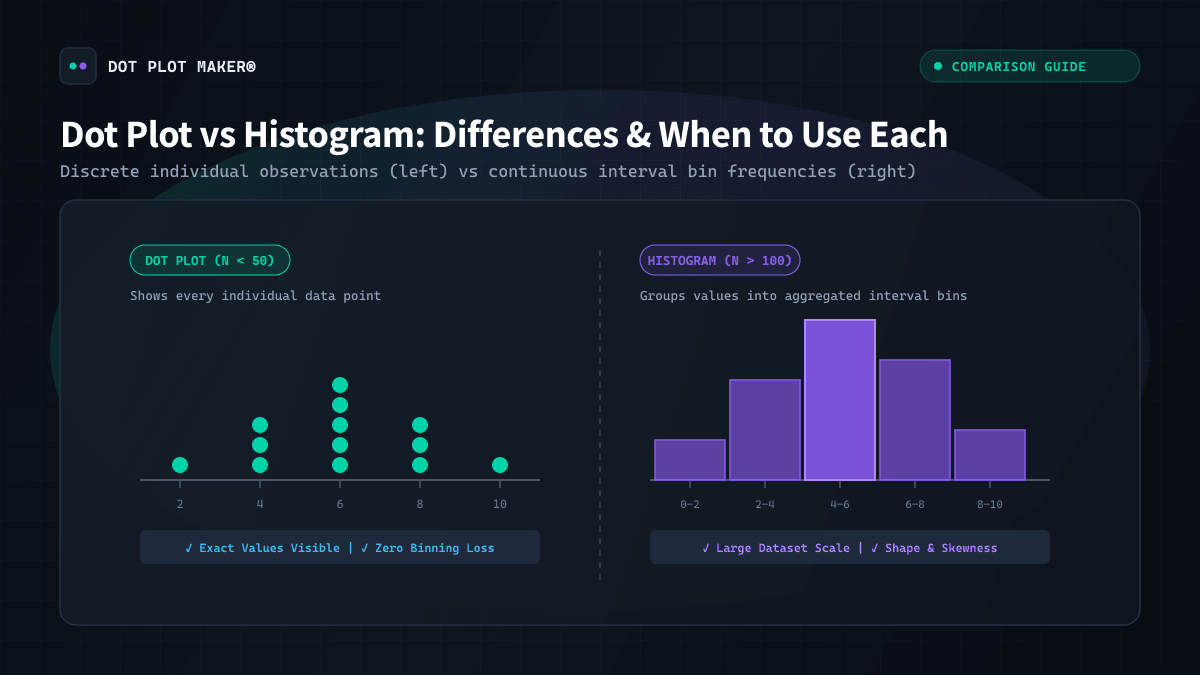 DOT PLOT MAKER®
COMPARISON GUIDE
Dot Plot vs Histogram: Differences & When to Use Each
Discrete individual observations (left) vs continuous interval bin frequencies (right)
DOT PLOT (N < 50)
Shows every individual data point
2 4 6 8 10
✓ Exact Values Visible | ✓ Zero Binning Loss
HISTOGRAM (N > 100)
Groups values into aggregated interval bins
0-2 2-4 4-6 6-8 8-10
✓ Large Dataset Scale | ✓ Shape & Skewness